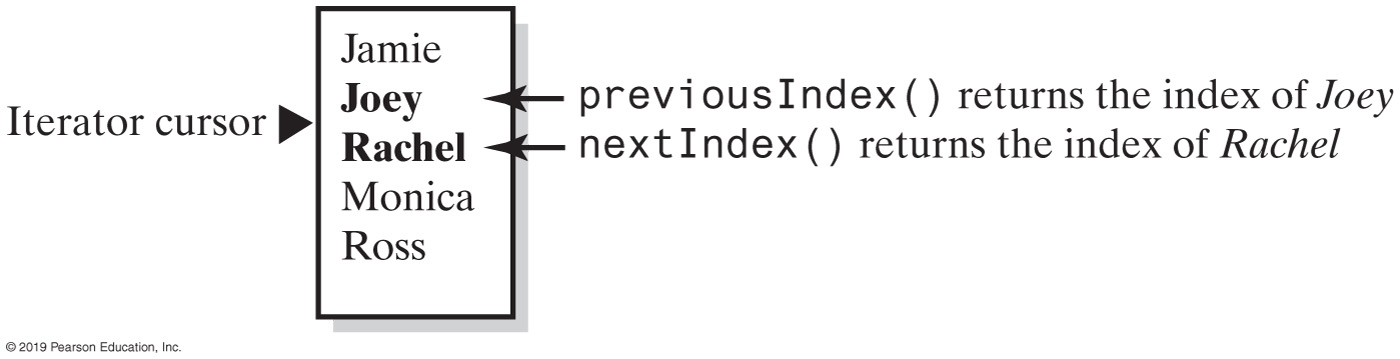 Jamie
Joey
previousIndex() returns the index of Joey
Iterator cursor
Rachel
nextIndex() returns the index of Rachel
Monica
Ross
© 2019 Pearson Education, Inc.